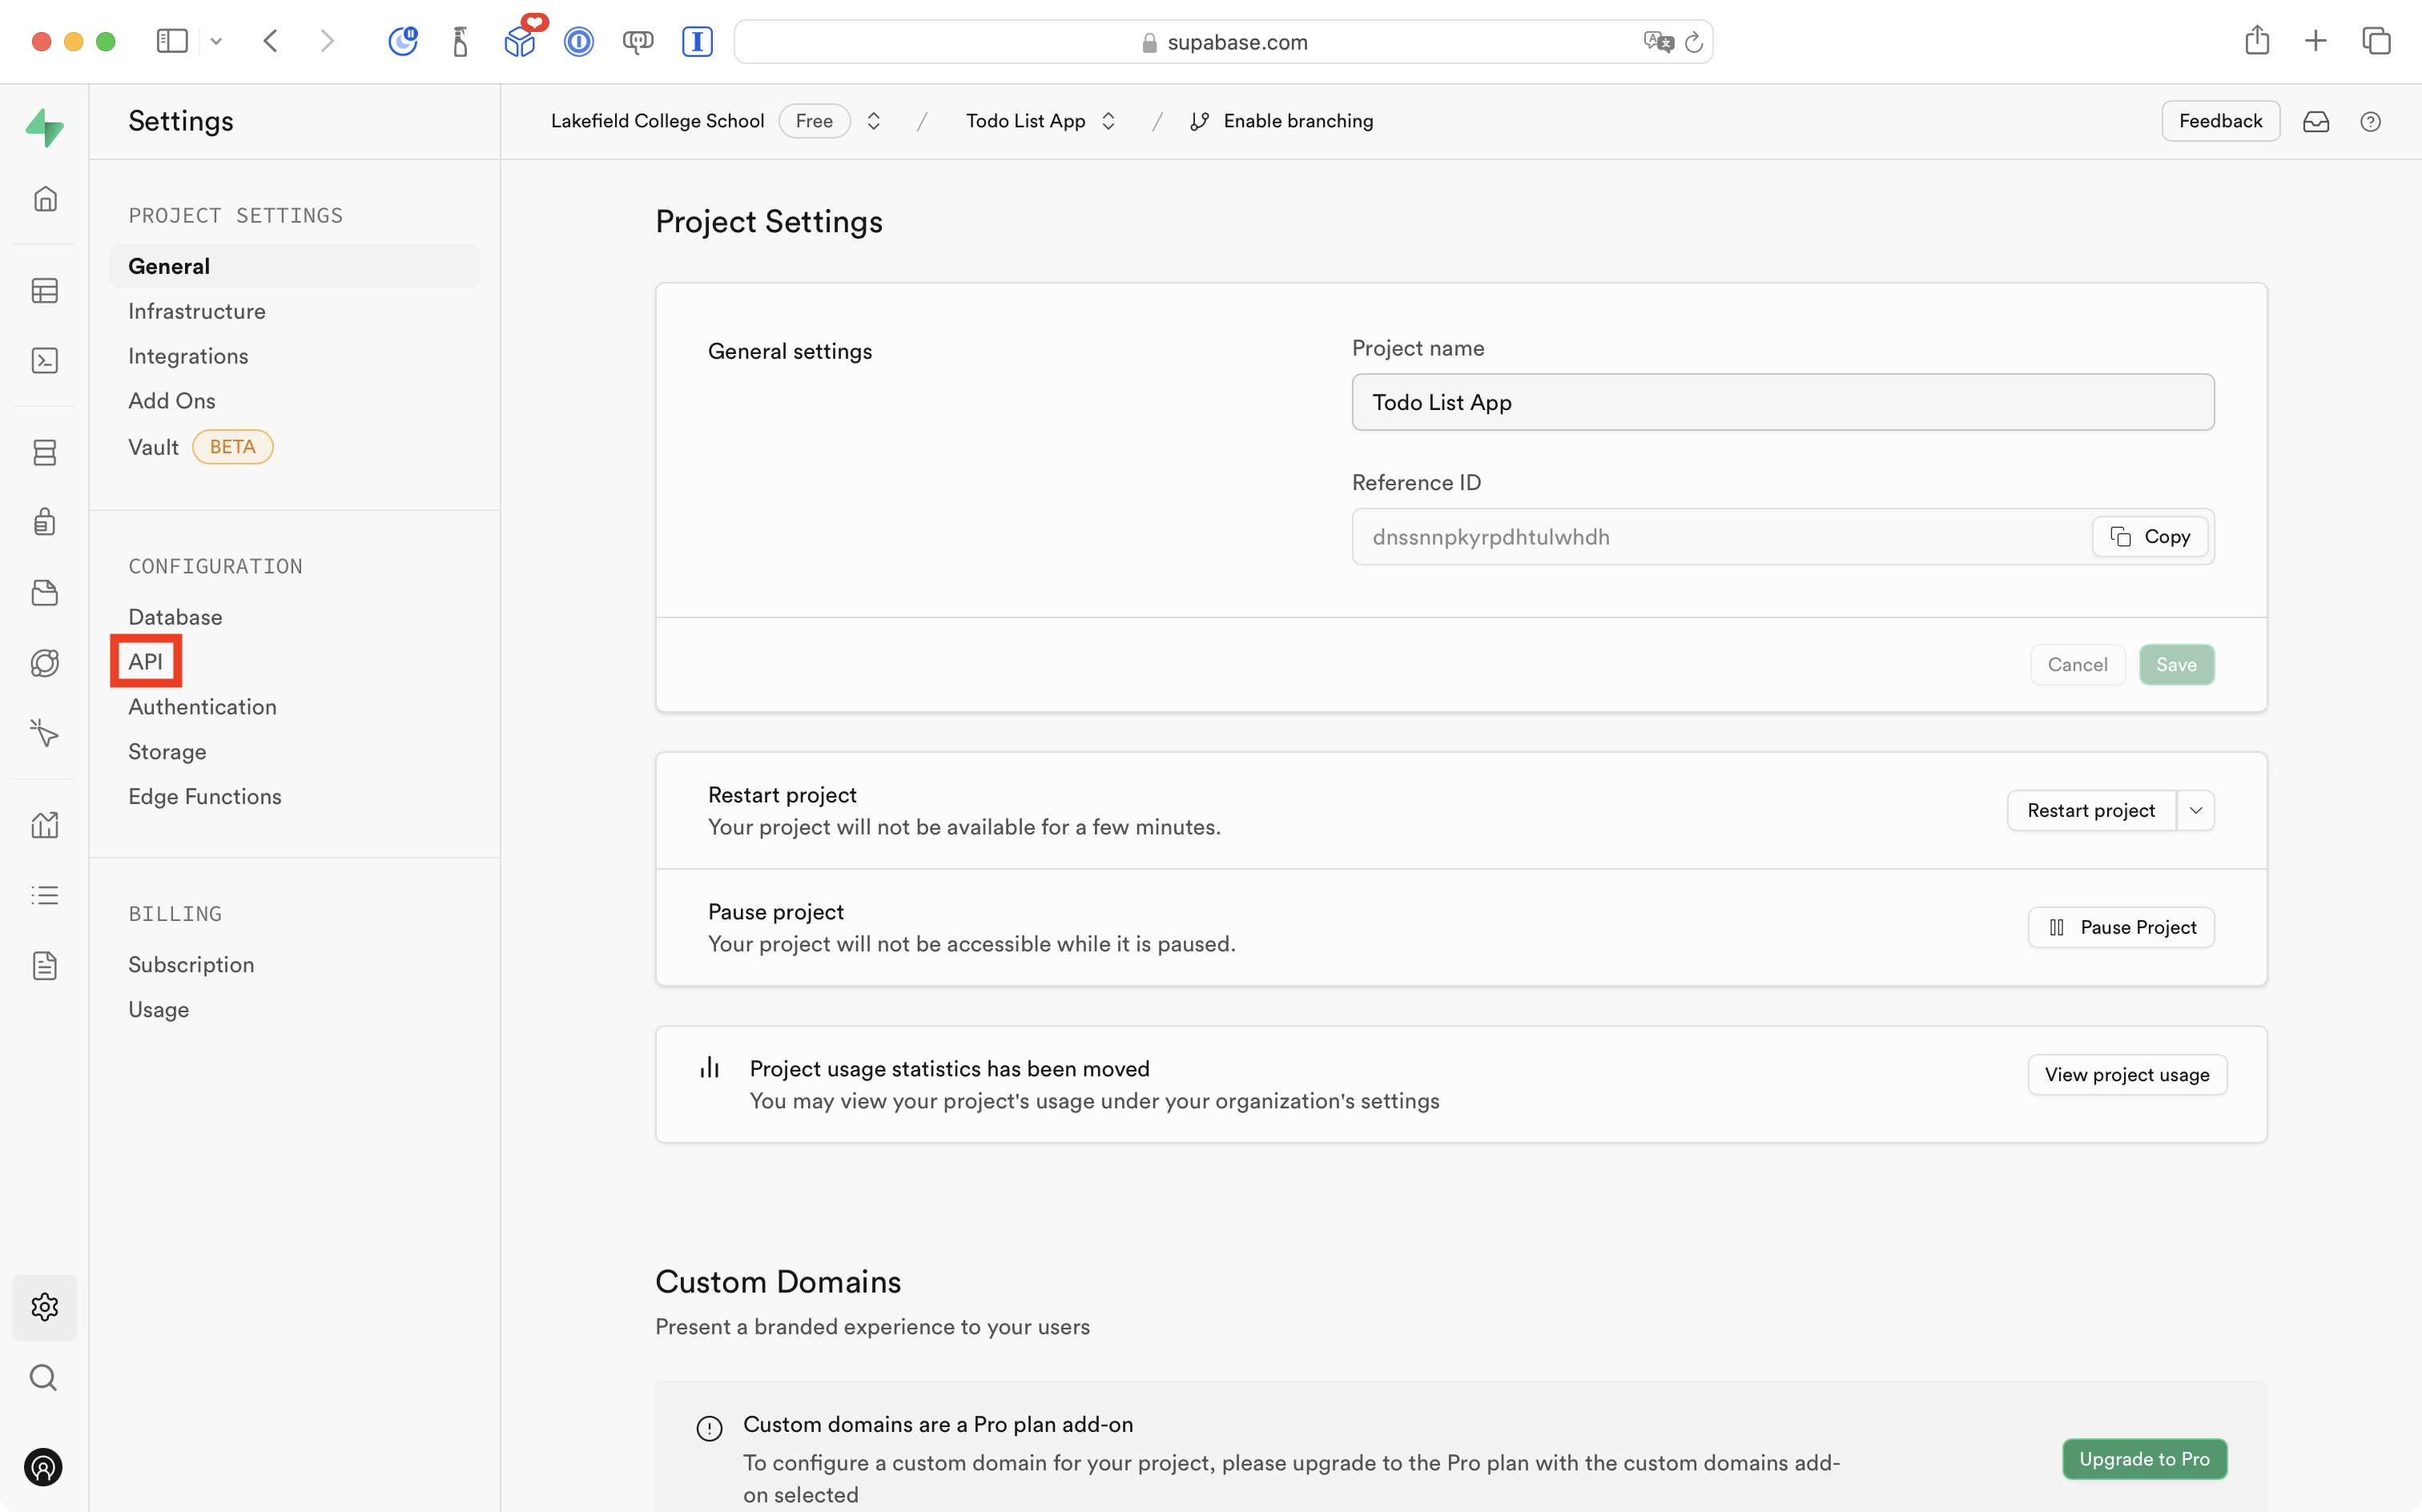 supabase.com
Settings
Lakefield College School Free / Todo List App / Enable branching
Feedback
PROJECT SETTINGS
General
Infrastructure
Integrations
Add Ons
Vault BETA
CONFIGURATION
Database
API
Authentication
Storage
Edge Functions
BILLING
Subscription
Usage
Project Settings
General settings
Project name
Todo List App
Reference ID
dnssnnpkyrpdhtulwhdh
Copy
Cancel
Save
Restart project
Your project will not be available for a few minutes.
Restart project
Pause project
Your project will not be accessible while it is paused.
Pause Project
Project usage statistics has been moved
You may view your project's usage under your organization's settings
View project usage
Custom Domains
Present a branded experience to your users
Custom domains are a Pro plan add-on
To configure a custom domain for your project, please upgrade to the Pro plan with the custom domains add-
on selected
Upgrade to Pro